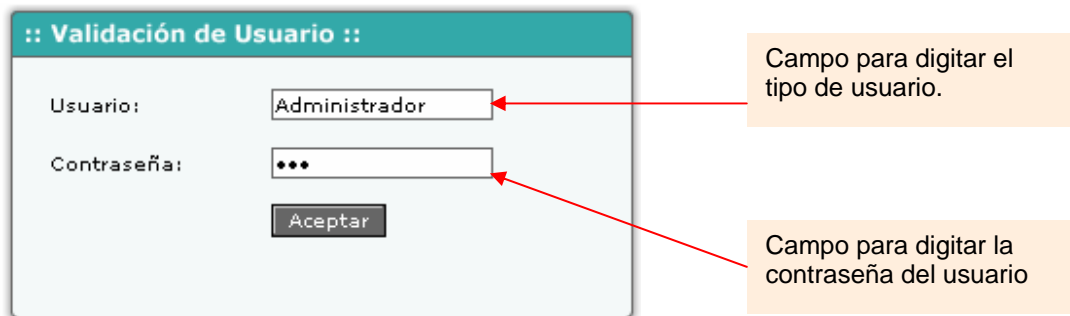 :: Validación de Usuario ::
Usuario:
Administrador
Contraseña:
•••
Aceptar
Campo para digitar el
tipo de usuario.
Campo para digitar la
contraseña del usuario